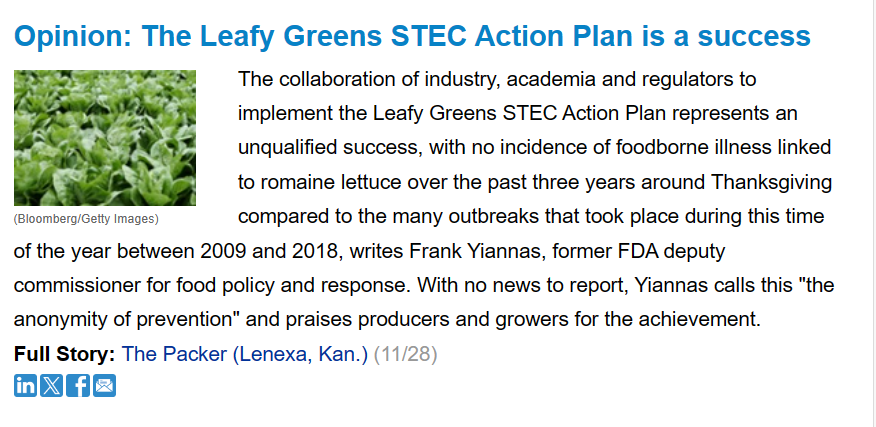 Opinion: The Leafy Greens STEC Action Plan is a success
The collaboration of industry, academia and regulators to
implement the Leafy Greens STEC Action Plan represents an
unqualified success, with no incidence of foodborne illness linked
to romaine lettuce over the past three years around Thanksgiving
(Bloomberg/Getty Images)
compared to the many outbreaks that took place during this time
of the year between 2009 and 2018, writes Frank Yiannas, former FDA deputy
commissioner for food policy and response. With no news to report, Yiannas calls this "the
anonymity of prevention" and praises producers and growers for the achievement.
Full Story: The Packer (Lenexa, Kan.) (11/28)